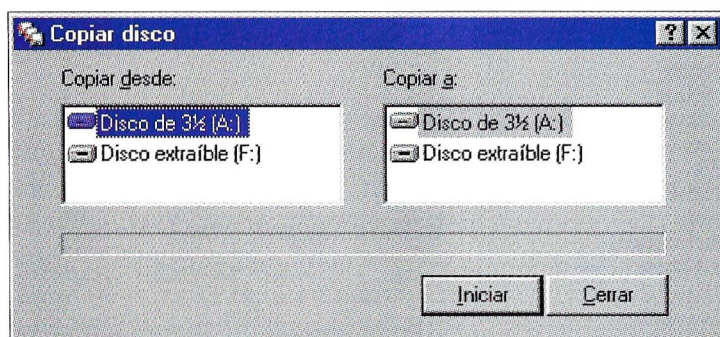 Copiar disco
Copiar desde:
Copiar a:
Disco de 3½ (A:)
Disco extraíble (F:)
Disco de 3½ (A:)
Disco extraíble (F:)
Iniciar
Cerrar